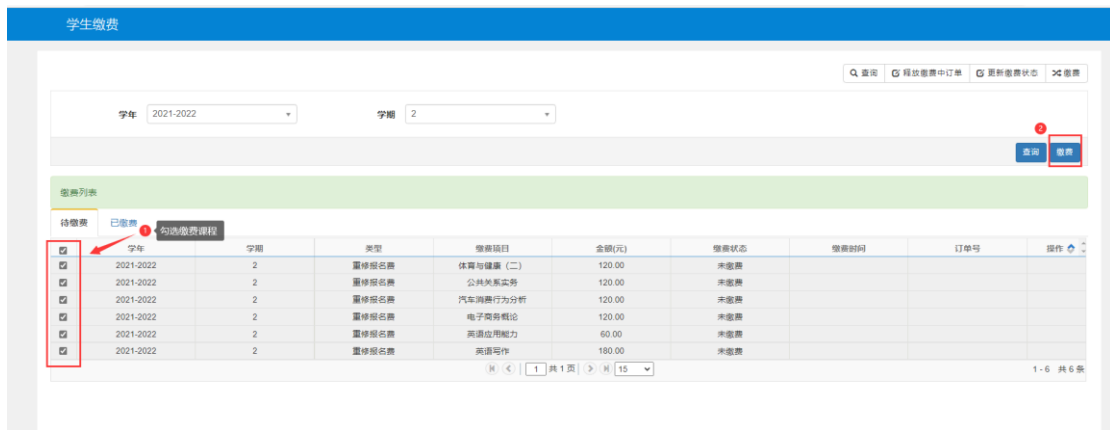 学生缴费
查询 释放缴费中订单 更新缴费状态 缴费
学年 2021-2022 学期 2
2
查询 缴费
缴费列表
待缴费 已缴费 1 勾选缴费课程
学年 学期 类型 缴费项目 金额(元) 缴费状态 缴费时间 订单号 操作
2021-2022 2 重修报名费 体育与健康（二） 120.00 未缴费
2021-2022 2 重修报名费 公共关系实务 120.00 未缴费
2021-2022 2 重修报名费 汽车消费行为分析 120.00 未缴费
2021-2022 2 重修报名费 电子商务概论 120.00 未缴费
2021-2022 2 重修报名费 英语应用能力 60.00 未缴费
2021-2022 2 重修报名费 英语写作 180.00 未缴费
1 共 1 页 15 1 - 6 共 6 条